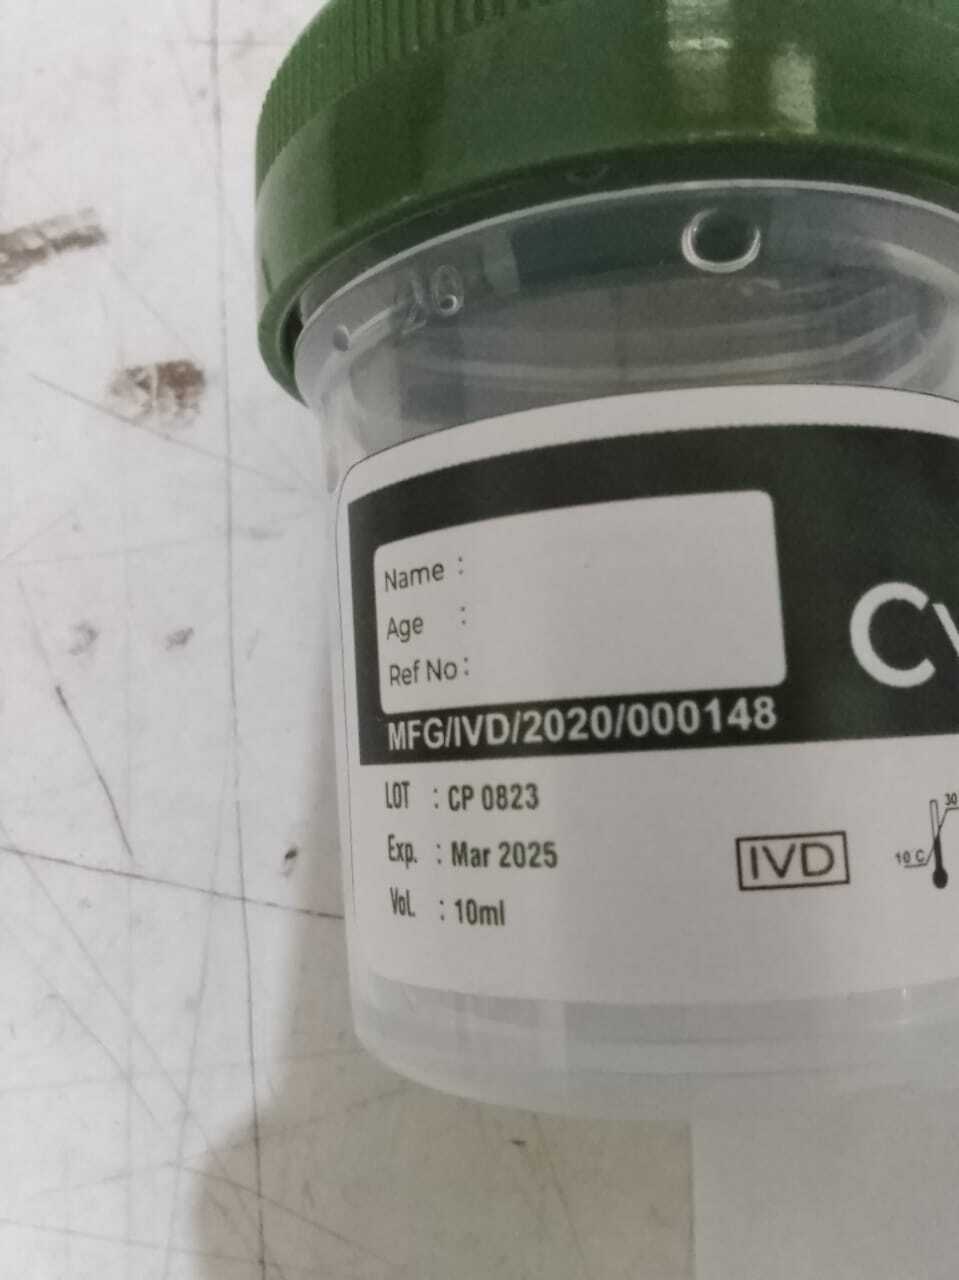 20
Name :
Age :
Ref No :
MFG/IVD/2020/000148
LOT : CP 0823
Exp. : Mar 2025
Vol. : 10ml
IVD
10°C
30